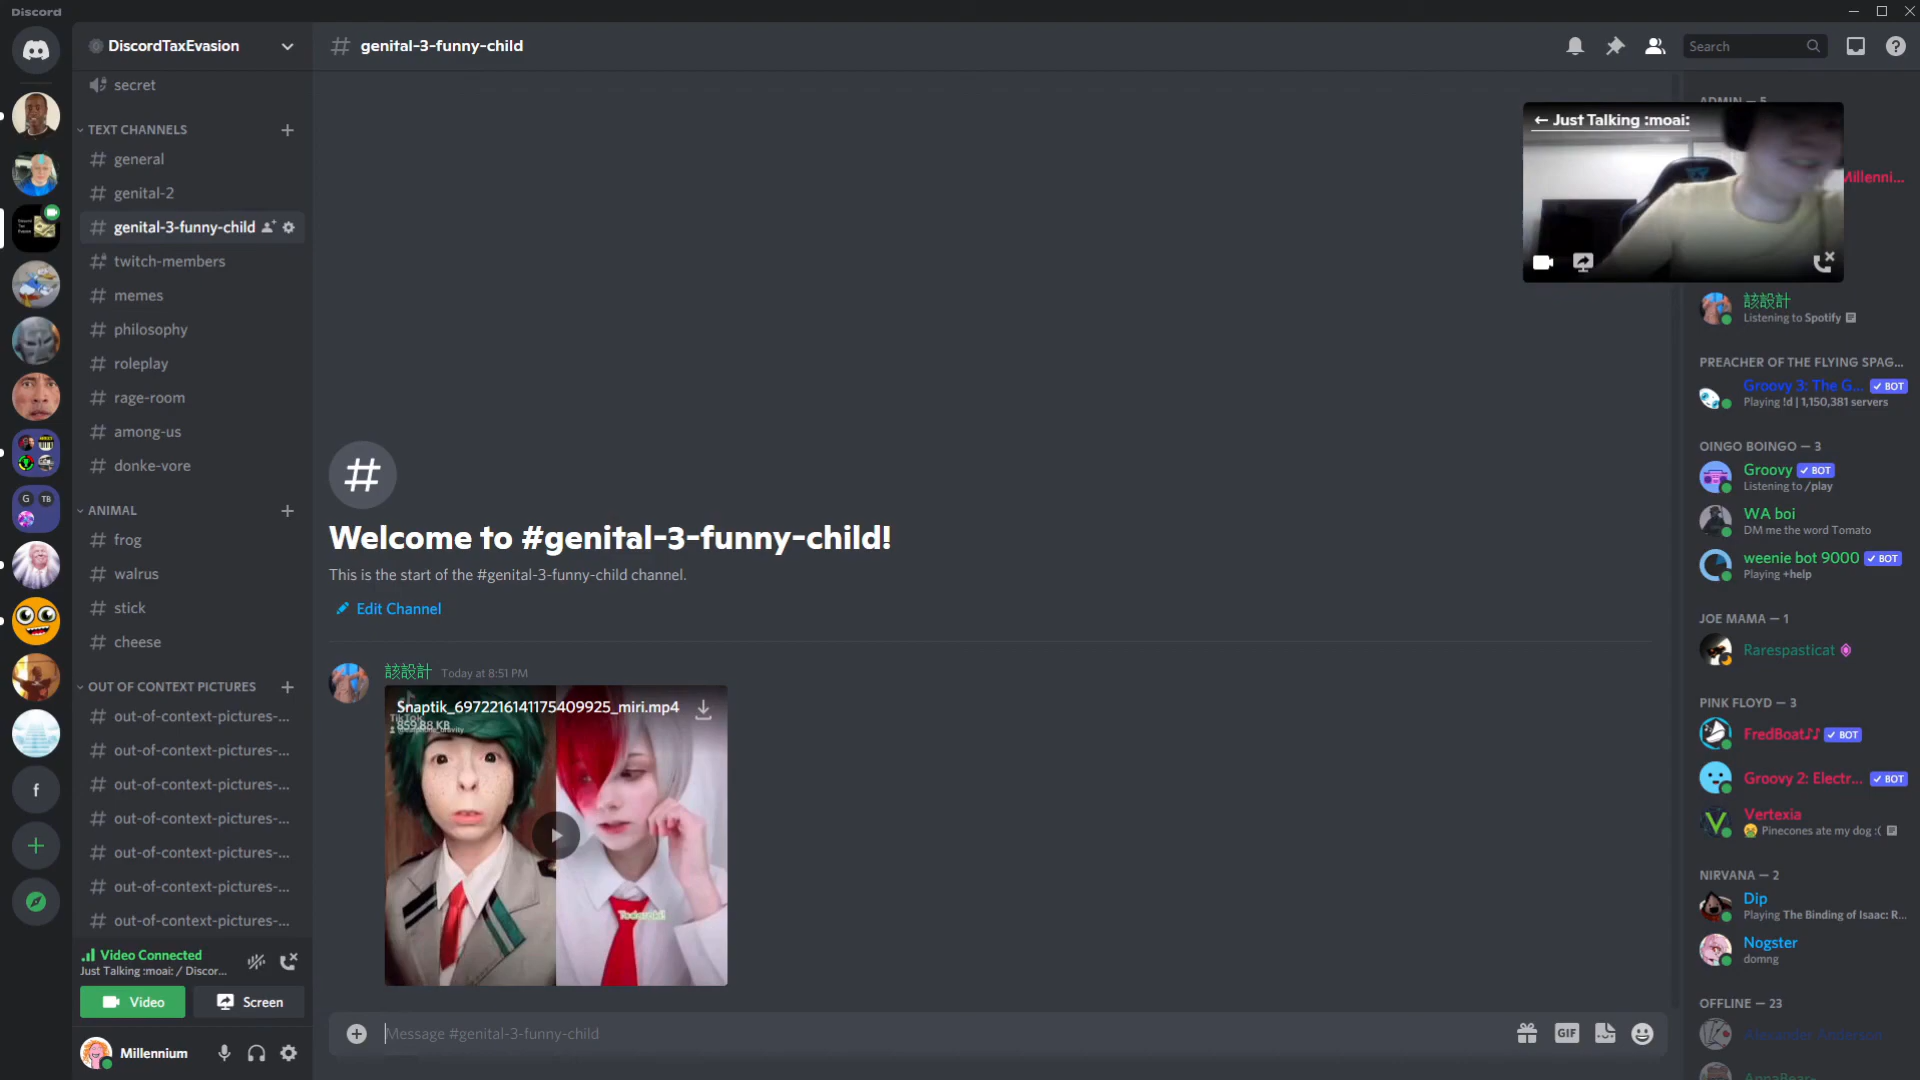 Discord
DiscordTaxEvasion
secret
TEXT CHANNELS
general
genital-2
genital-3-funny-child
twitch-members
memes
philosophy
roleplay
rage-room
among-us
donke-vore
ANIMAL
frog
walrus
stick
cheese
OUT OF CONTEXT PICTURES
out-of-context-pictures-...
out-of-context-pictures-...
out-of-context-pictures-...
out-of-context-pictures-...
out-of-context-pictures-...
out-of-context-pictures-...
out-of-context-pictures-...
Video Connected
Just Talking :moai: / Discor...
Video
Screen
Millennium
G TB
f
genital-3-funny-child
Search
Welcome to #genital-3-funny-child!
This is the start of the #genital-3-funny-child channel.
Edit Channel
該設計 Today at 8:51 PM
Snaptik_6972216141175409925_miri.mp4
859.88 KB
TikTok
Todoroki!
Message #genital-3-funny-child
GIF
ADMIN — 5
← Just Talking :moai:
Millenni...
該設計
Listening to Spotify
PREACHER OF THE FLYING SPAG...
Groovy 3: The G... ✓ BOT
Playing !d | 1,150,381 servers
OINGO BOINGO — 3
Groovy ✓ BOT
Listening to /play
WA boi
DM me the word Tomato
weenie bot 9000 ✓ BOT
Playing +help
JOE MAMA — 1
Rarespasticat
PINK FLOYD — 3
FredBoat♪♪ ✓ BOT
Groovy 2: Electr... ✓ BOT
Vertexia
Pinecones ate my dog :(
NIRVANA — 2
Dip
Playing The Binding of Isaac: R...
Nogster
domng
OFFLINE — 23
Alexander Anderson
AnnaBear-